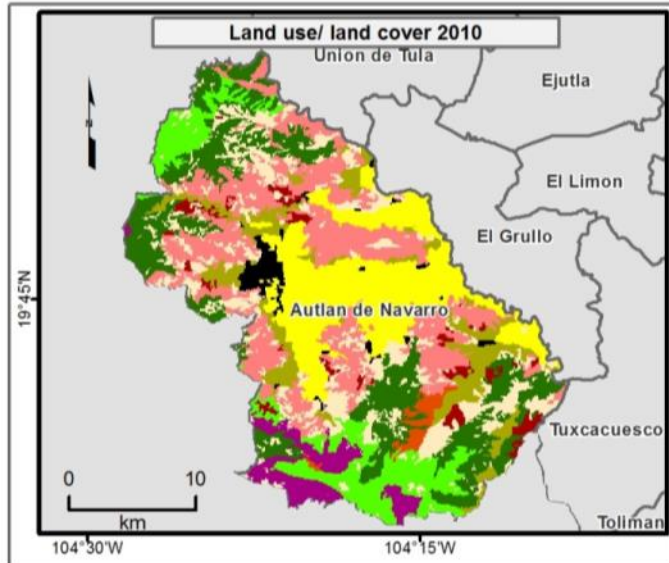 Land use/ land cover 2010
Union de Tula
Ejutla
N
El Limon
El Grullo
19°45'N
Autlan de Navarro
Tuxcacuesco
0 10
km
Toliman
104°30'W 104°15'W